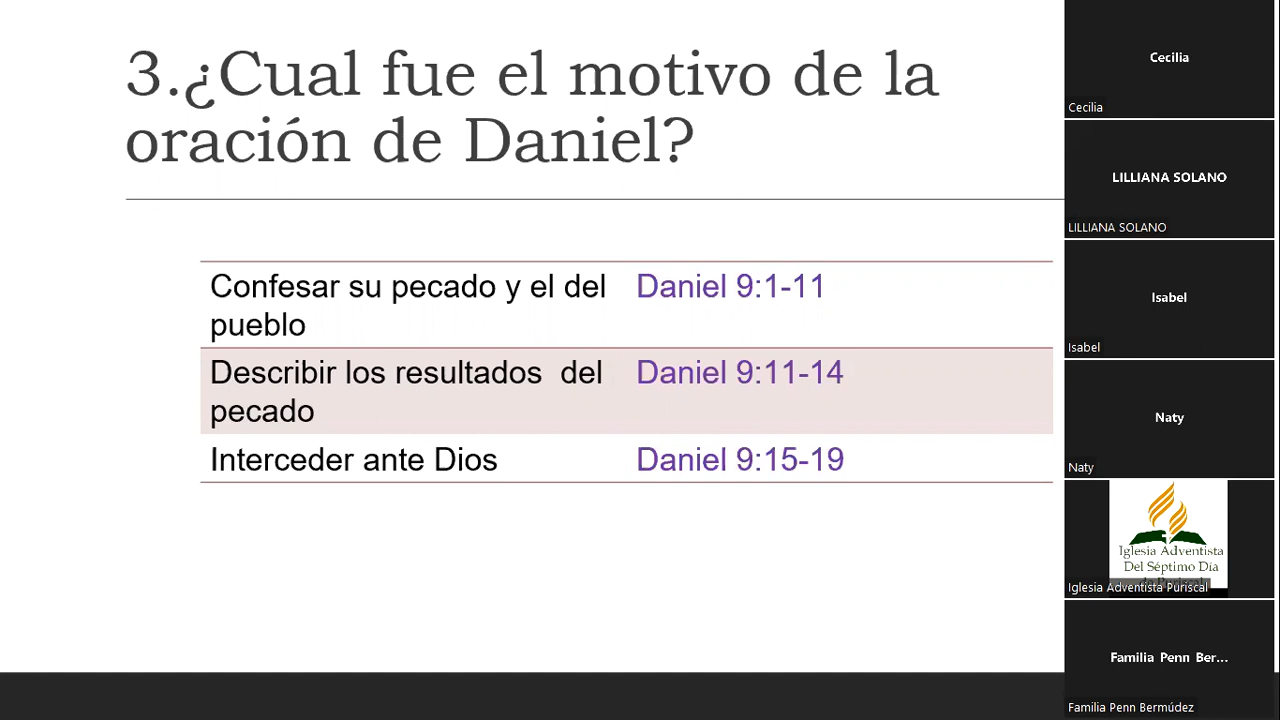 3.¿Cual fue el motivo de la
oración de Daniel?
Confesar su pecado y el del
pueblo
Daniel 9:1-11
Describir los resultados del
pecado
Daniel 9:11-14
Interceder ante Dios
Daniel 9:15-19
Cecilia
Cecilia
LILLIANA SOLANO
LILLIANA SOLANO
Isabel
Isabel
Naty
Naty
Iglesia Adventista
Del Séptimo Día
de Puriscal
Iglesia Adventista Puriscal
Familia Penn Ber...
Familia Penn Bermúdez